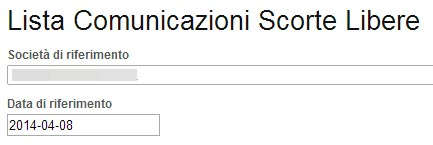 Lista Comunicazioni Scorte Libere
Società di riferimento
Data di riferimento
2014-04-08